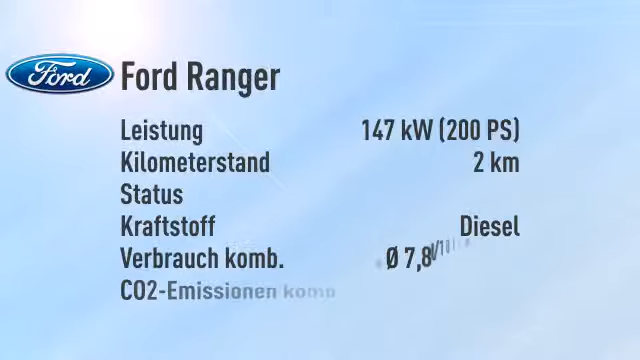 Ford Ford Ranger
Leistung 147 kW (200 PS)
Kilometerstand 2 km
Status
Kraftstoff Diesel
Verbrauch komb. Ø 7,8
CO2-Emissionen komb